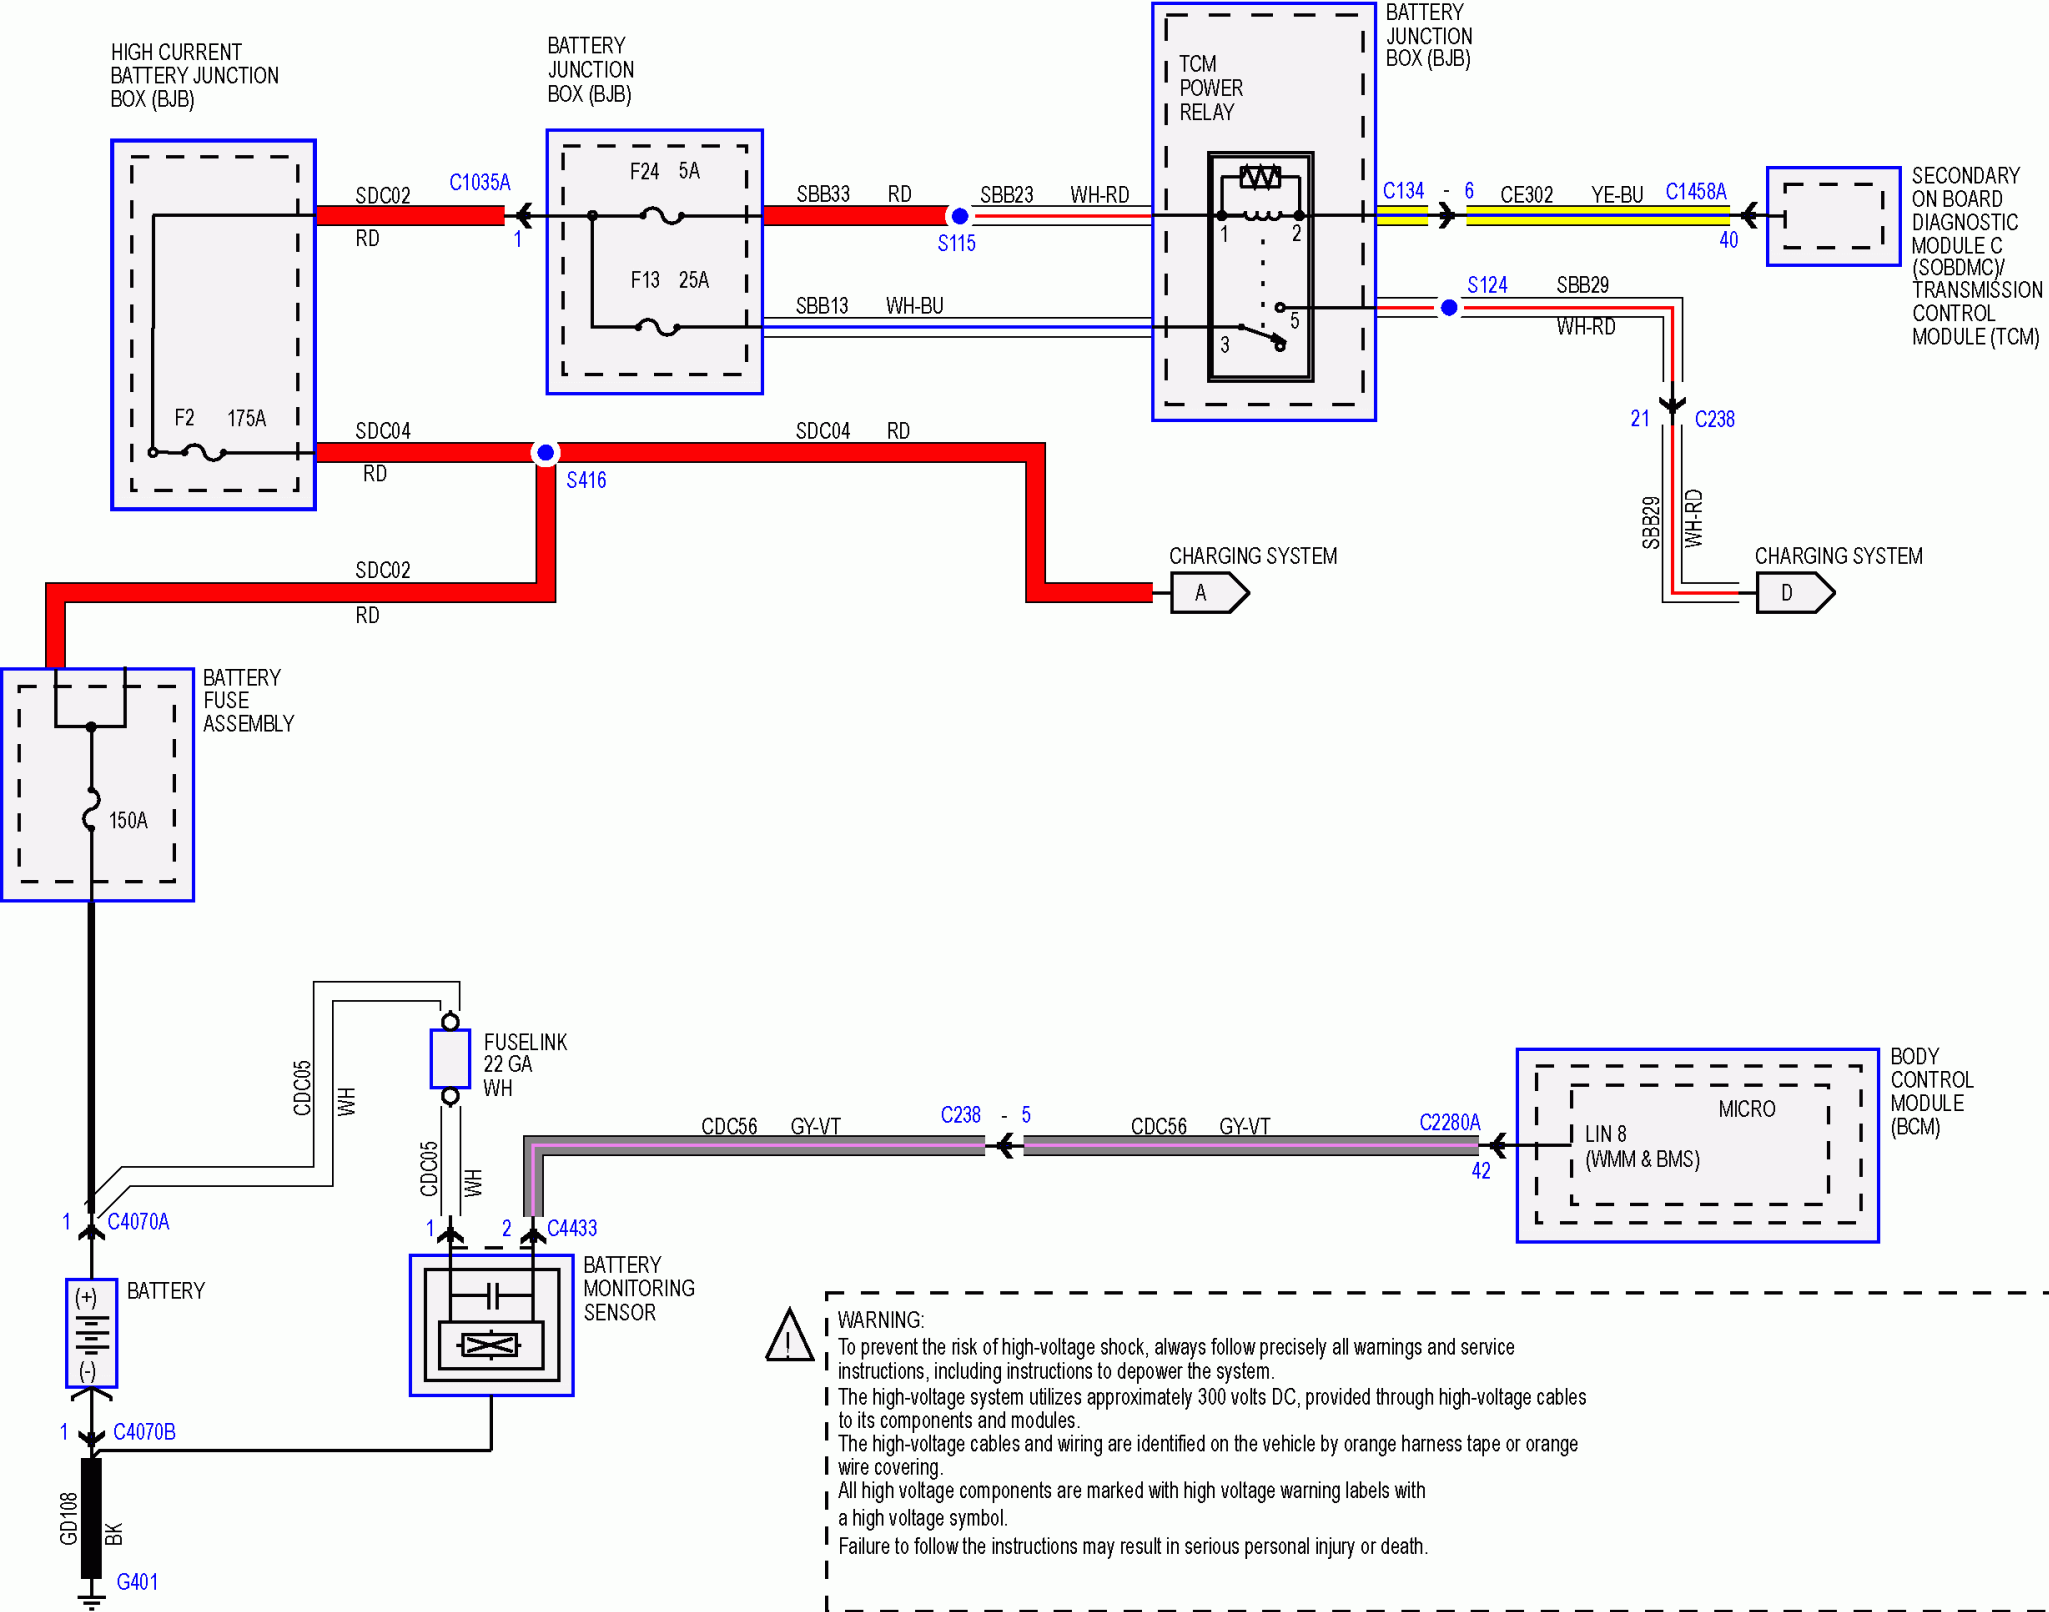 HIGH CURRENT
BATTERY JUNCTION
BOX (BJB)
BATTERY
JUNCTION
BOX (BJB)
BATTERY
JUNCTION
BOX (BJB)
TCM
POWER
RELAY
SDC02
RD
C1035A
1
F24 5A
F13 25A
SBB33 RD
S115
SBB23 WH-RD
SBB13 WH-BU
1
2
3
5
C134 - 6
CE302 YE-BU
C1458A
40
SECONDARY
ON BOARD
DIAGNOSTIC
MODULE C
(SOBDMC)/
TRANSMISSION
CONTROL
MODULE (TCM)
S124
SBB29
WH-RD
21
C238
SBB29
WH-RD
F2 175A
SDC04
RD
S416
SDC04 RD
CHARGING SYSTEM
A
CHARGING SYSTEM
D
SDC02
RD
BATTERY
FUSE
ASSEMBLY
150A
CDC05
WH
FUSELINK
22 GA
WH
CDC05
WH
CDC56 GY-VT
C238 - 5
CDC56 GY-VT
C2280A
42
LIN 8
(WMM & BMS)
MICRO
BODY
CONTROL
MODULE
(BCM)
1
C4070A
1
2
C4433
BATTERY
MONITORING
SENSOR
(+)
(-)
BATTERY
1
C4070B
GD108
BK
G401
!
WARNING:
To prevent the risk of high-voltage shock, always follow precisely all warnings and service
instructions, including instructions to depower the system.
The high-voltage system utilizes approximately 300 volts DC, provided through high-voltage cables
to its components and modules.
The high-voltage cables and wiring are identified on the vehicle by orange harness tape or orange
wire covering.
All high voltage components are marked with high voltage warning labels with
a high voltage symbol.
Failure to follow the instructions may result in serious personal injury or death.